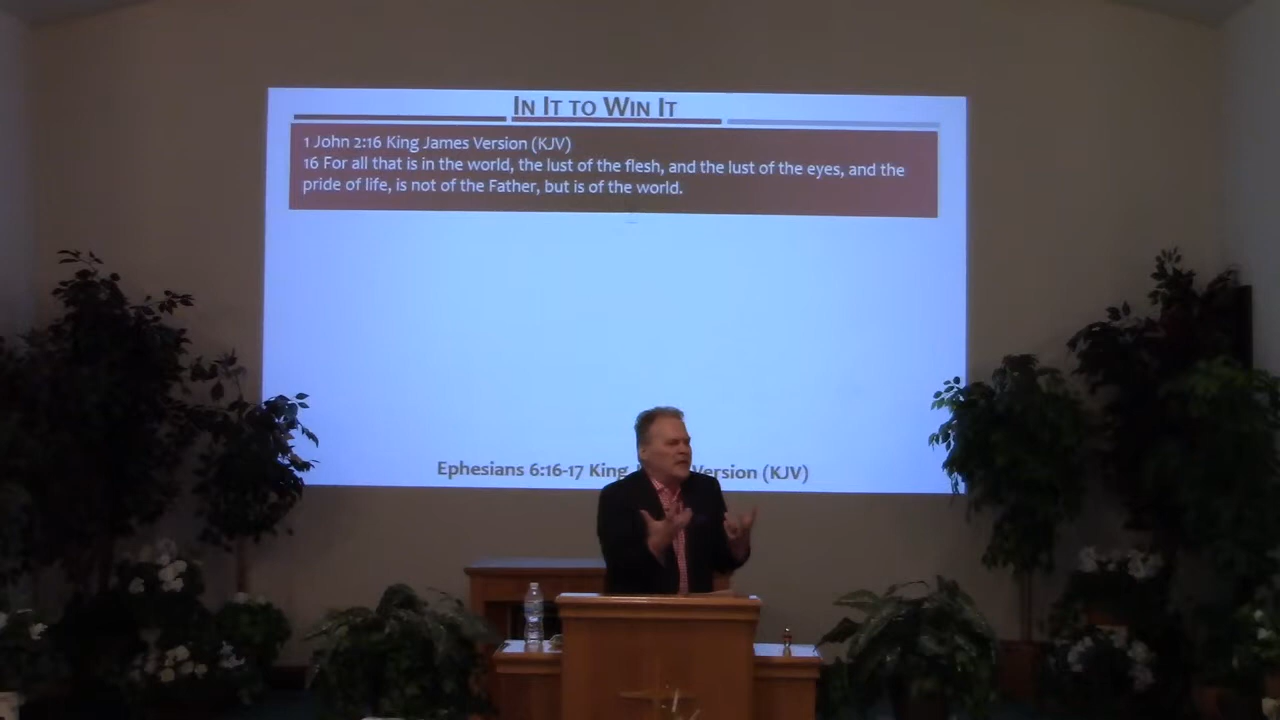 IN IT TO WIN IT
1 John 2:16 King James Version (KJV)
16 For all that is in the world, the lust of the flesh, and the lust of the eyes, and the
pride of life, is not of the Father, but is of the world.
Ephesians 6:16-17 King Version (KJV)